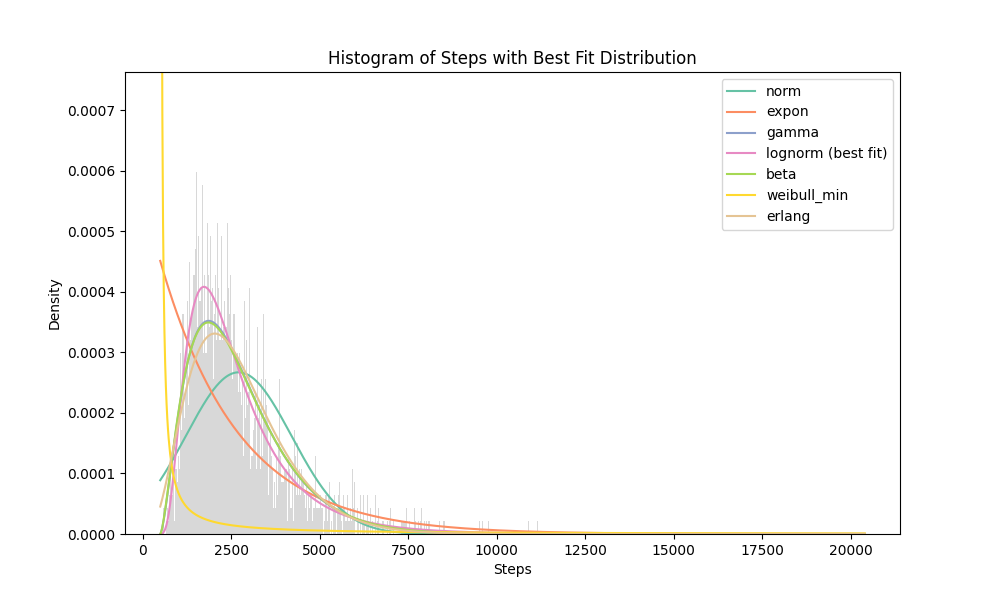 Histogram of Steps with Best Fit Distribution
norm
expon
gamma
lognorm (best fit)
beta
weibull_min
erlang
Density
0.0007
0.0006
0.0005
0.0004
0.0003
0.0002
0.0001
0.0000
0 2500 5000 7500 10000 12500 15000 17500 20000
Steps